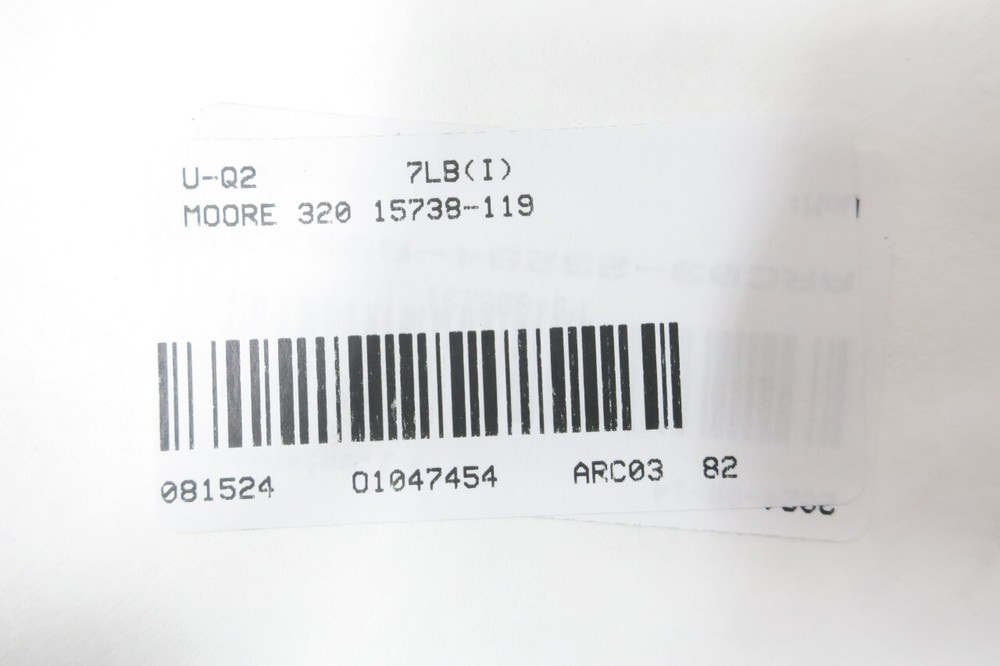 U-Q2 7LB(I)
MOORE 320 15738-119
081524 01047454 ARC03 82